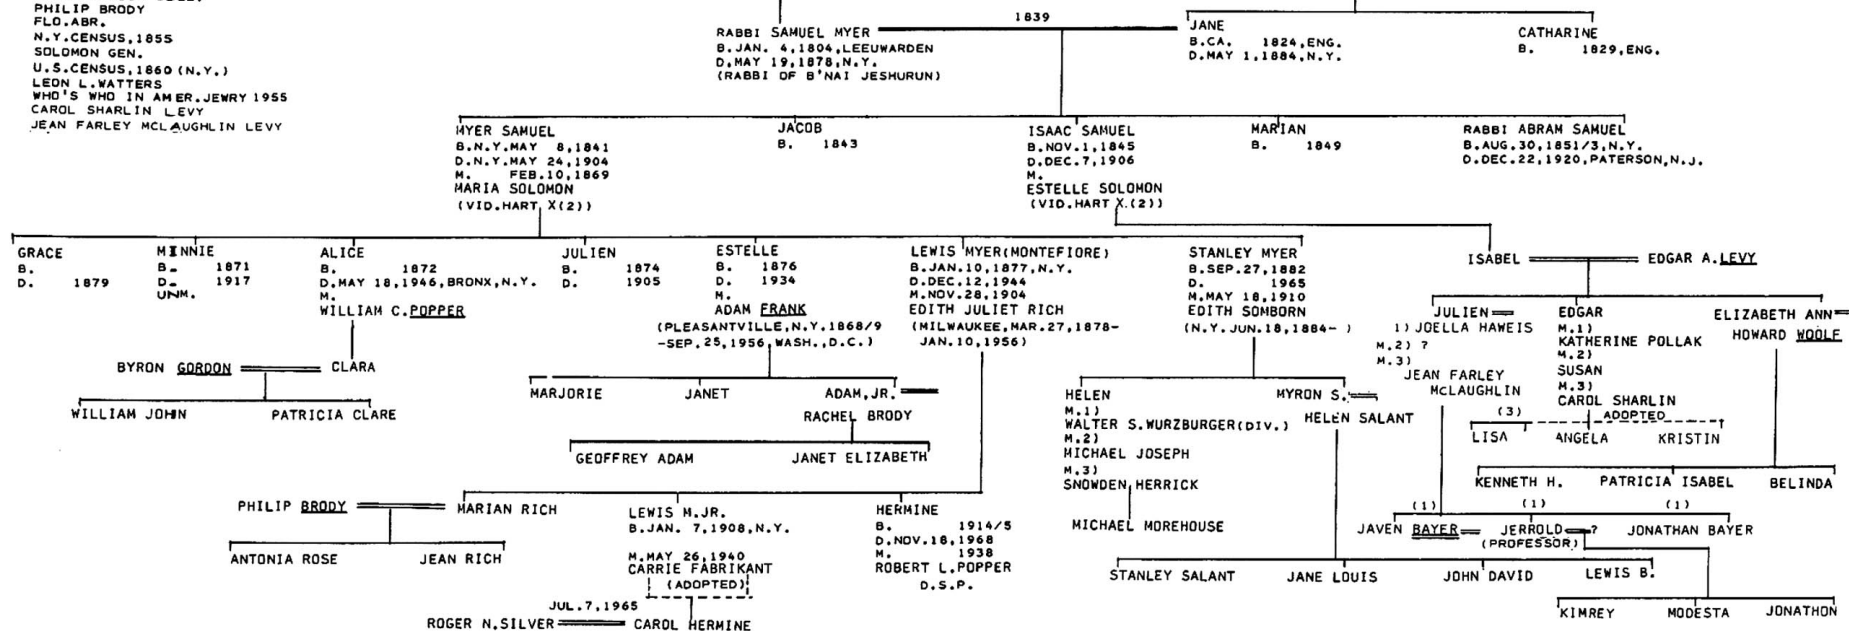 PHILIP BRODY
FLO.ABR.
N.Y.CENSUS,1855
SOLOMON GEN.
U.S.CENSUS,1860 (N.Y.)
LEON L.WATTERS
WHO'S WHO IN AMER.JEWRY 1955
CAROL SHARLIN LEVY
JEAN FARLEY MCLAUGHLIN LEVY
RABBI SAMUEL MYER
B.JAN. 4,1804,LEEUWARDEN
D.MAY 19,1878,N.Y.
(RABBI OF B'NAI JESHURUN)
1839
JANE
B.CA. 1824,ENG.
D.MAY 1,1884,N.Y.
CATHARINE
B. 1829,ENG.
MYER SAMUEL
B.N.Y.MAY 8,1841
D.N.Y.MAY 24,1904
M. FEB.10,1869
MARIA SOLOMON
(VID.HART X(2))
JACOB
B. 1843
ISAAC SAMUEL
B.NOV.1,1845
D.DEC.7,1906
M.
ESTELLE SOLOMON
(VID.HART X.(2))
MARIAN
B. 1849
RABBI ABRAM SAMUEL
B.AUG.30,1851/3,N.Y.
D.DEC.22,1920,PATERSON,N.J.
GRACE
B.
D. 1879
MINNIE
B. 1871
D. 1917
UNM.
ALICE
B. 1872
D.MAY 18,1946,BRONX,N.Y.
M.
WILLIAM C.POPPER
JULIEN
B. 1874
D. 1905
ESTELLE
B. 1876
D. 1934
M.
ADAM FRANK
(PLEASANTVILLE,N.Y.1868/9
-SEP.25,1956,WASH.,D.C.)
LEWIS MYER(MONTEFIORE)
B.JAN.10,1877,N.Y.
D.DEC.12,1944
M.NOV.28,1904
EDITH JULIET RICH
(MILWAUKEE,MAR.27,1878-
JAN.10,1956)
STANLEY MYER
B.SEP.27,1882
D. 1965
M.MAY 18,1910
EDITH SOMBORN
(N.Y.JUN.18,1884- )
ISABEL
EDGAR A.LEVY
JULIEN
1) JOELLA HAWEIS
M.2) ?
M.3)
JEAN FARLEY
McLAUGHLIN
EDGAR
M.1)
KATHERINE POLLAK
M.2)
SUSAN
M.3)
CAROL SHARLIN
ELIZABETH ANN
HOWARD WOOLF
BYRON GORDON
CLARA
WILLIAM JOHN
PATRICIA CLARE
MARJORIE
JANET
ADAM,JR.
RACHEL BRODY
GEOFFREY ADAM
JANET ELIZABETH
HELEN
M.1)
WALTER S.WURZBURGER(DIV.)
M.2)
MICHAEL JOSEPH
M.3)
SNOWDEN HERRICK
MICHAEL MOREHOUSE
MYRON S.
HELEN SALANT
(3)
ADOPTED
LISA
ANGELA
KRISTIN
KENNETH H.
PATRICIA ISABEL
BELINDA
PHILIP BRODY
MARIAN RICH
ANTONIA ROSE
JEAN RICH
LEWIS M.JR.
B.JAN. 7,1908,N.Y.
M.MAY 26,1940
CARRIE FABRIKANT
(ADOPTED)
HERMINE
B. 1914/5
D.NOV.18,1968
M. 1938
ROBERT L.POPPER
D.S.P.
(1)
(1)
(1)
JAVEN BAYER
JERROLD
?
(PROFESSOR)
JONATHAN BAYER
STANLEY SALANT
JANE LOUIS
JOHN DAVID
LEWIS B.
KIMREY
MODESTA
JONATHON
JUL.7,1965
ROGER N.SILVER
CAROL HERMINE